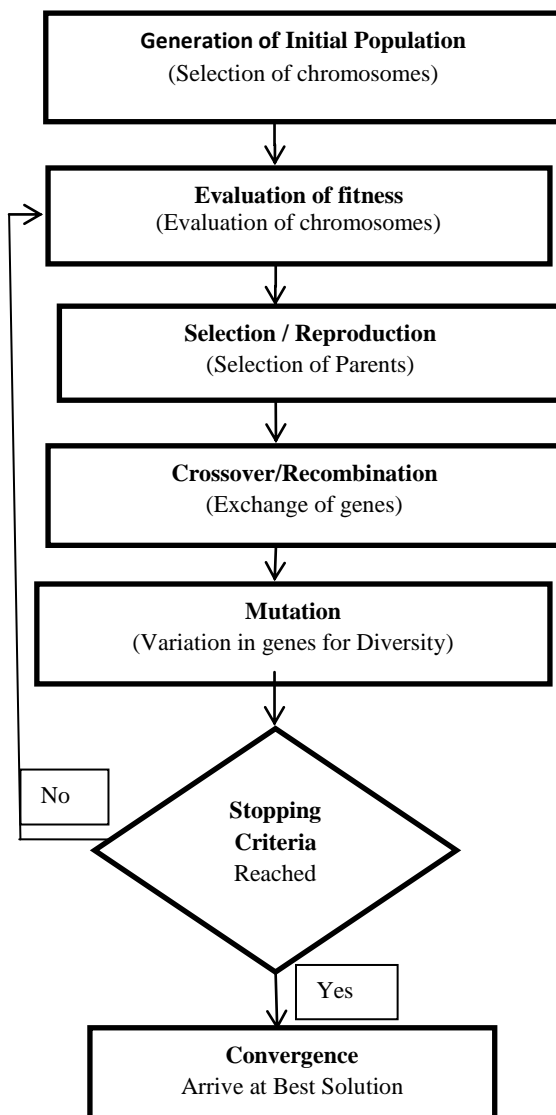 Generation of Initial Population
(Selection of chromosomes)
Evaluation of fitness
(Evaluation of chromosomes)
Selection / Reproduction
(Selection of Parents)
Crossover/Recombination
(Exchange of genes)
Mutation
(Variation in genes for Diversity)
No
Stopping
Criteria
Reached
Yes
Convergence
Arrive at Best Solution